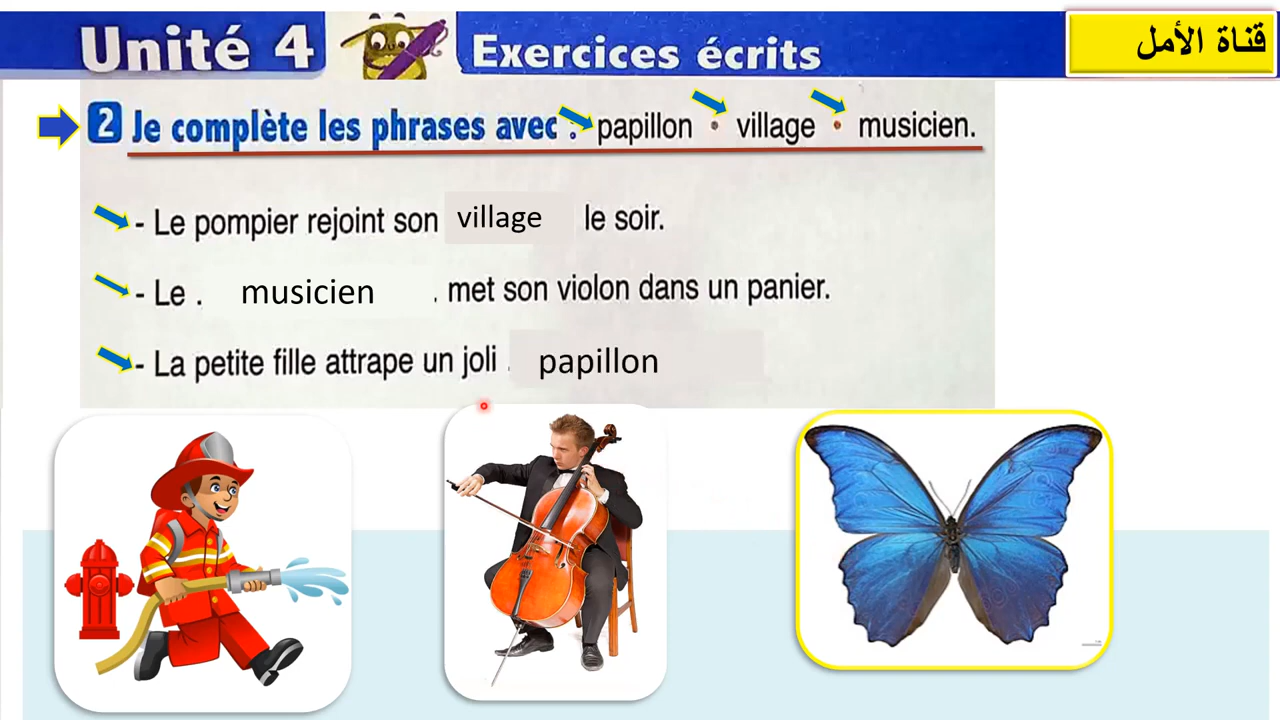 Unité 4
Exercices écrits
قناة الأمل
2 Je complète les phrases avec : papillon • village • musicien.
- Le pompier rejoint son village le soir.
- Le . musicien . met son violon dans un panier.
- La petite fille attrape un joli . papillon